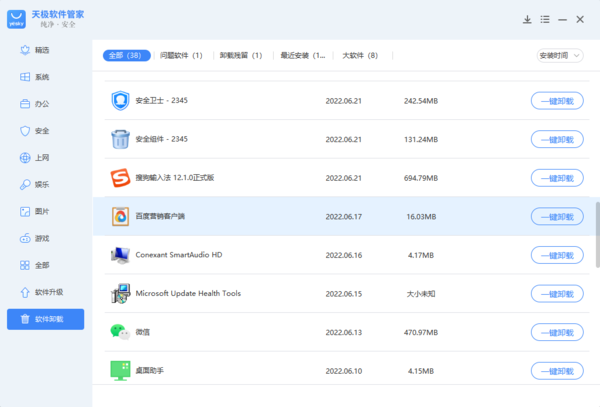 yesky
天极软件管家
纯净 · 安全
精选
系统
办公
安全
上网
娱乐
图片
游戏
全部
软件升级
软件卸载
全部（38） 问题软件（1） 卸载残留（1） 最近安装（1... 大软件（8） 安装时间
安全卫士 - 2345 2022.06.21 242.54MB 一键卸载
安全组件 - 2345 2022.06.21 131.24MB 一键卸载
搜狗输入法 12.1.0正式版 2022.06.21 694.79MB 一键卸载
百度营销客户端 2022.06.17 16.03MB 一键卸载
Conexant SmartAudio HD 2022.06.16 4.17MB 一键卸载
Microsoft Update Health Tools 2022.06.15 大小未知 一键卸载
微信 2022.06.13 470.97MB 一键卸载
桌面助手 2022.06.10 4.15MB 一键卸载